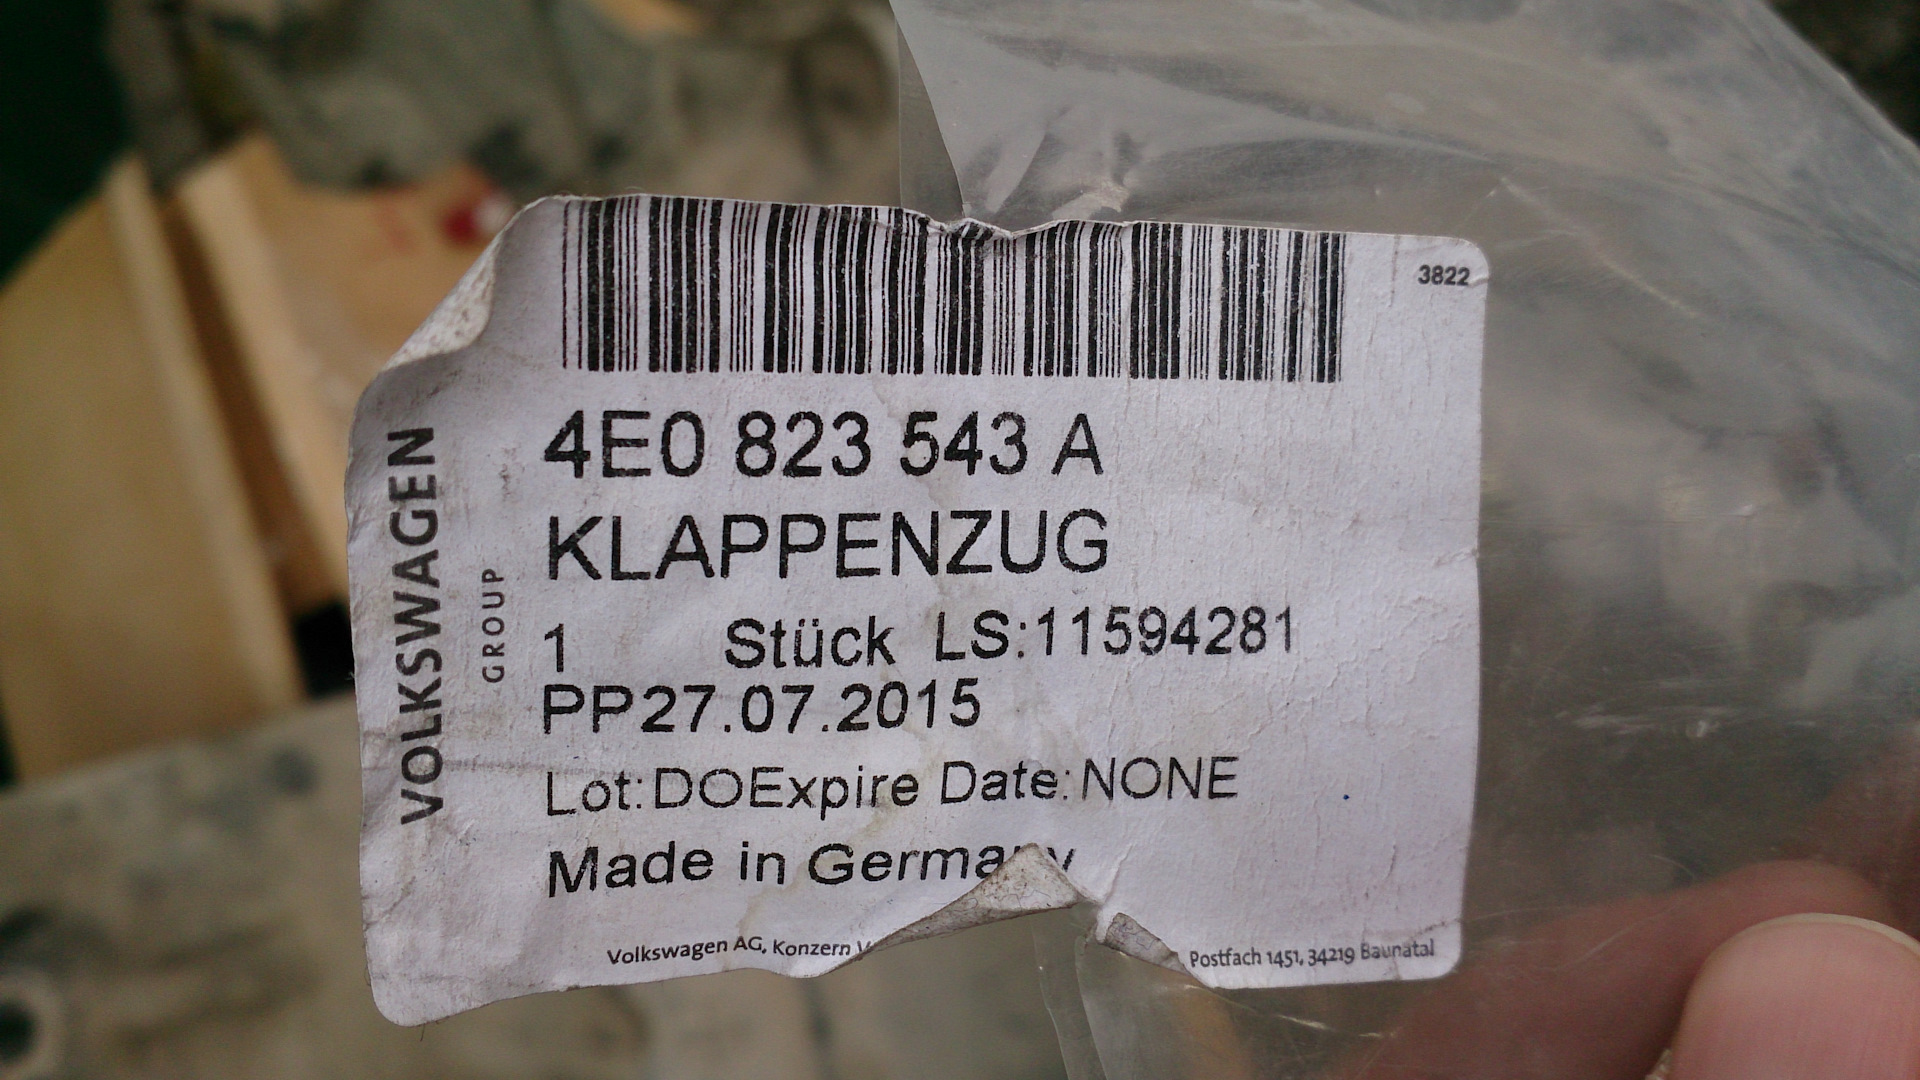 3822
4E0 823 543 A
KLAPPENZUG
1 Stück LS:11594281
PP27.07.2015
Lot:DOExpire Date:NONE
Made in Germany
Volkswagen AG, Konzern
Postfach 1451, 34219 Baunatal
VOLKSWAGEN
GROUP